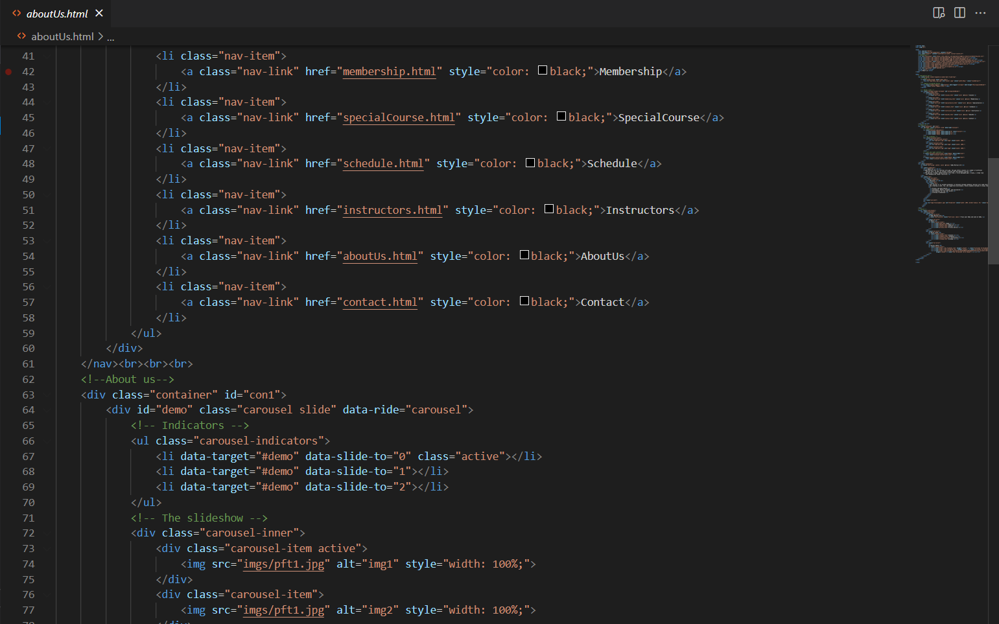 aboutUs.html
aboutUs.html > ...
41 <li class="nav-item">
42 <a class="nav-link" href="membership.html" style="color: black;">Membership</a>
43 </li>
44 <li class="nav-item">
45 <a class="nav-link" href="specialCourse.html" style="color: black;">SpecialCourse</a>
46 </li>
47 <li class="nav-item">
48 <a class="nav-link" href="schedule.html" style="color: black;">Schedule</a>
49 </li>
50 <li class="nav-item">
51 <a class="nav-link" href="instructors.html" style="color: black;">Instructors</a>
52 </li>
53 <li class="nav-item">
54 <a class="nav-link" href="aboutUs.html" style="color: black;">AboutUs</a>
55 </li>
56 <li class="nav-item">
57 <a class="nav-link" href="contact.html" style="color: black;">Contact</a>
58 </li>
59 </ul>
60 </div>
61 </nav><br><br><br>
62 <!--About us-->
63 <div class="container" id="con1">
64 <div id="demo" class="carousel slide" data-ride="carousel">
65 <!-- Indicators -->
66 <ul class="carousel-indicators">
67 <li data-target="#demo" data-slide-to="0" class="active"></li>
68 <li data-target="#demo" data-slide-to="1"></li>
69 <li data-target="#demo" data-slide-to="2"></li>
70 </ul>
71 <!-- The slideshow -->
72 <div class="carousel-inner">
73 <div class="carousel-item active">
74 <img src="imgs/pft1.jpg" alt="img1" style="width: 100%;">
75 </div>
76 <div class="carousel-item">
77 <img src="imgs/pft1.jpg" alt="img2" style="width: 100%;">